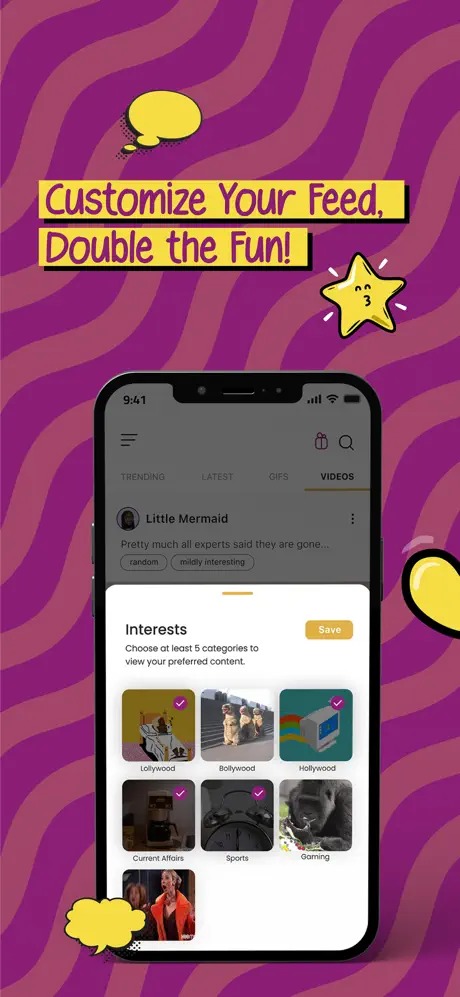 Customize Your Feed,
Double the Fun!
9:41
TRENDING LATEST GIFS VIDEOS
Little Mermaid
Pretty much all experts said they are gone...
random mildly interesting
Interests
Save
Choose at least 5 categories to
view your preferred content.
Lollywood Bollywood Hollywood
Current Affairs Sports Gaming